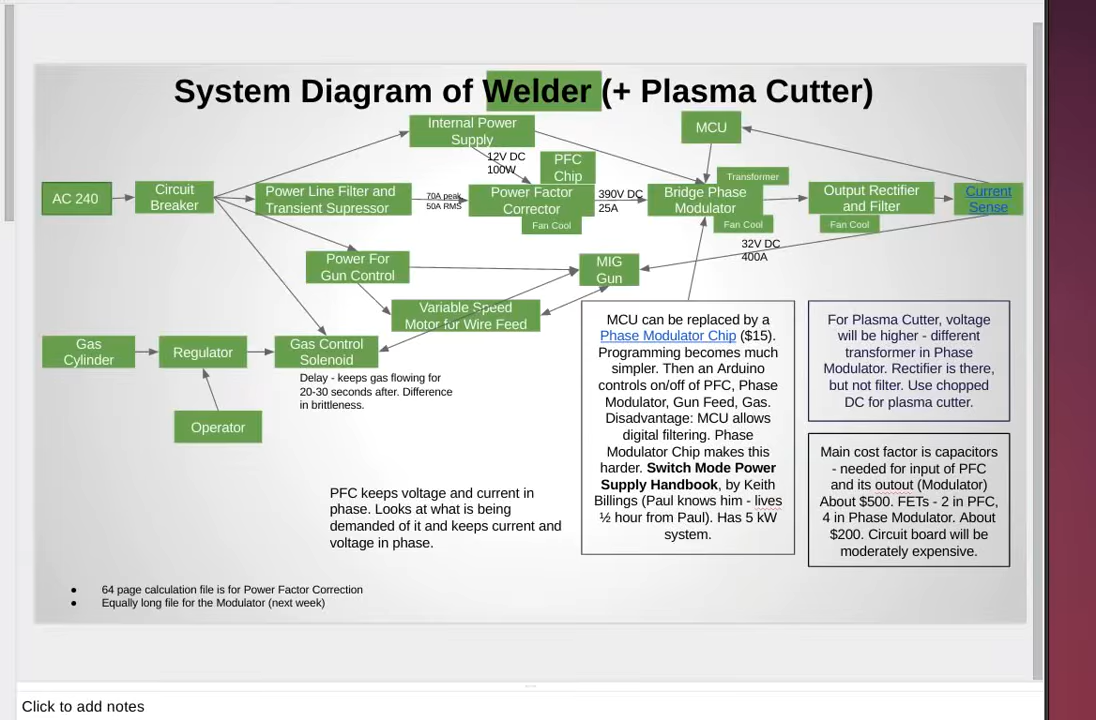 System Diagram of Welder (+ Plasma Cutter)
Internal Power
Supply
MCU
12V DC
100W
PFC
Chip
Transformer
AC 240
Circuit
Breaker
Power Line Filter and
Transient Supressor
70A peak
50A RMS
Power Factor
Corrector
390V DC
25A
Bridge Phase
Modulator
Output Rectifier
and Filter
Current
Sense
Fan Cool
Fan Cool
Fan Cool
32V DC
400A
Power For
Gun Control
MIG
Gun
Variable Speed
Motor for Wire Feed
Gas
Cylinder
Regulator
Gas Control
Solenoid
Delay - keeps gas flowing for
20-30 seconds after. Difference
in brittleness.
Operator
MCU can be replaced by a
Phase Modulator Chip ($15).
Programming becomes much
simpler. Then an Arduino
controls on/off of PFC, Phase
Modulator, Gun Feed, Gas.
Disadvantage: MCU allows
digital filtering. Phase
Modulator Chip makes this
harder. Switch Mode Power
Supply Handbook, by Keith
Billings (Paul knows him - lives
½ hour from Paul). Has 5 kW
system.
For Plasma Cutter, voltage
will be higher - different
transformer in Phase
Modulator. Rectifier is there,
but not filter. Use chopped
DC for plasma cutter.
Main cost factor is capacitors
- needed for input of PFC
and its outout (Modulator)
About $500. FETs - 2 in PFC,
4 in Phase Modulator. About
$200. Circuit board will be
moderately expensive.
PFC keeps voltage and current in
phase. Looks at what is being
demanded of it and keeps current and
voltage in phase.
● 64 page calculation file is for Power Factor Correction
● Equally long file for the Modulator (next week)
Click to add notes